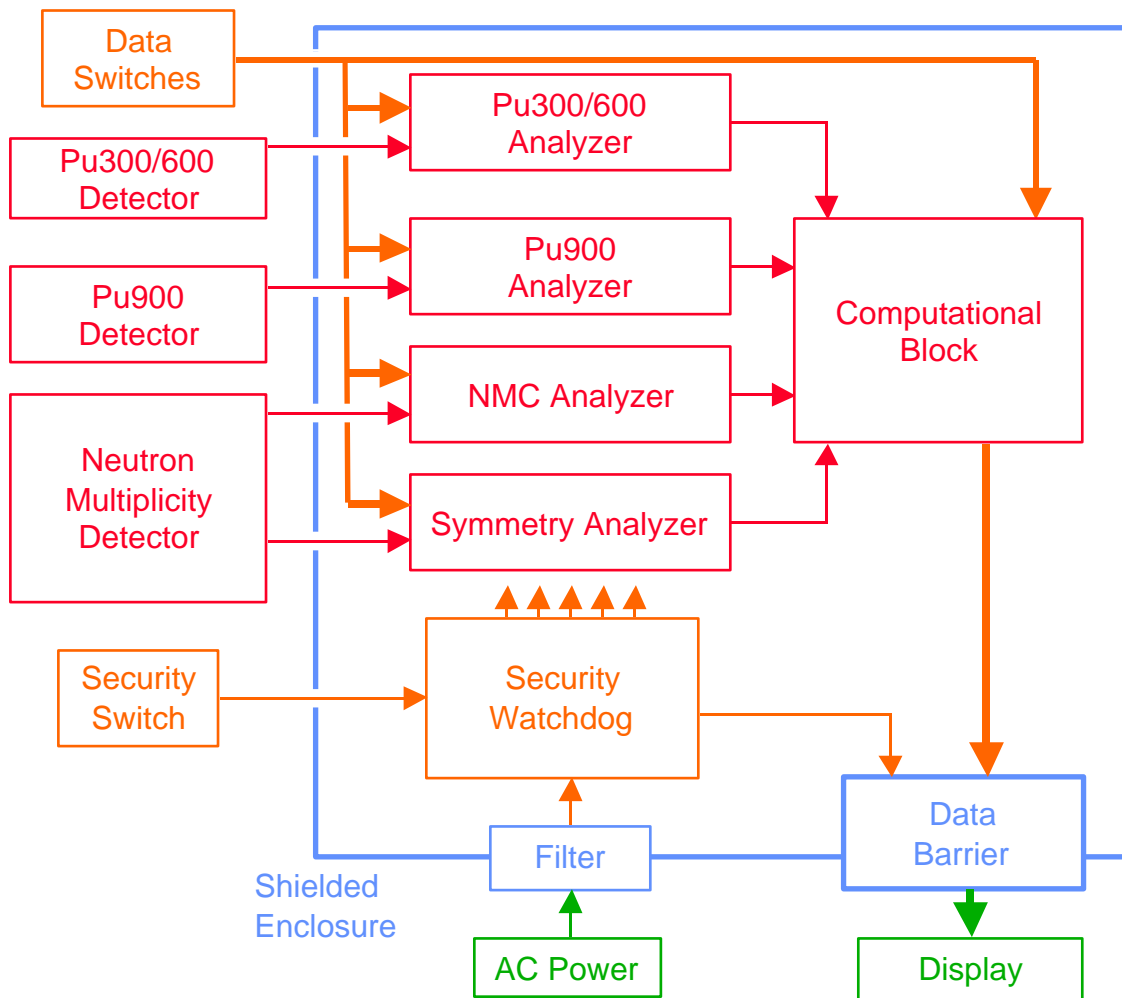 Data
Switches
Pu300/600
Analyzer
Pu300/600
Detector
Pu900
Analyzer
Pu900
Detector
Computational
Block
NMC Analyzer
Neutron
Multiplicity
Detector
Symmetry Analyzer
Security
Switch
Security
Watchdog
Data
Barrier
Filter
Shielded
Enclosure
AC Power
Display